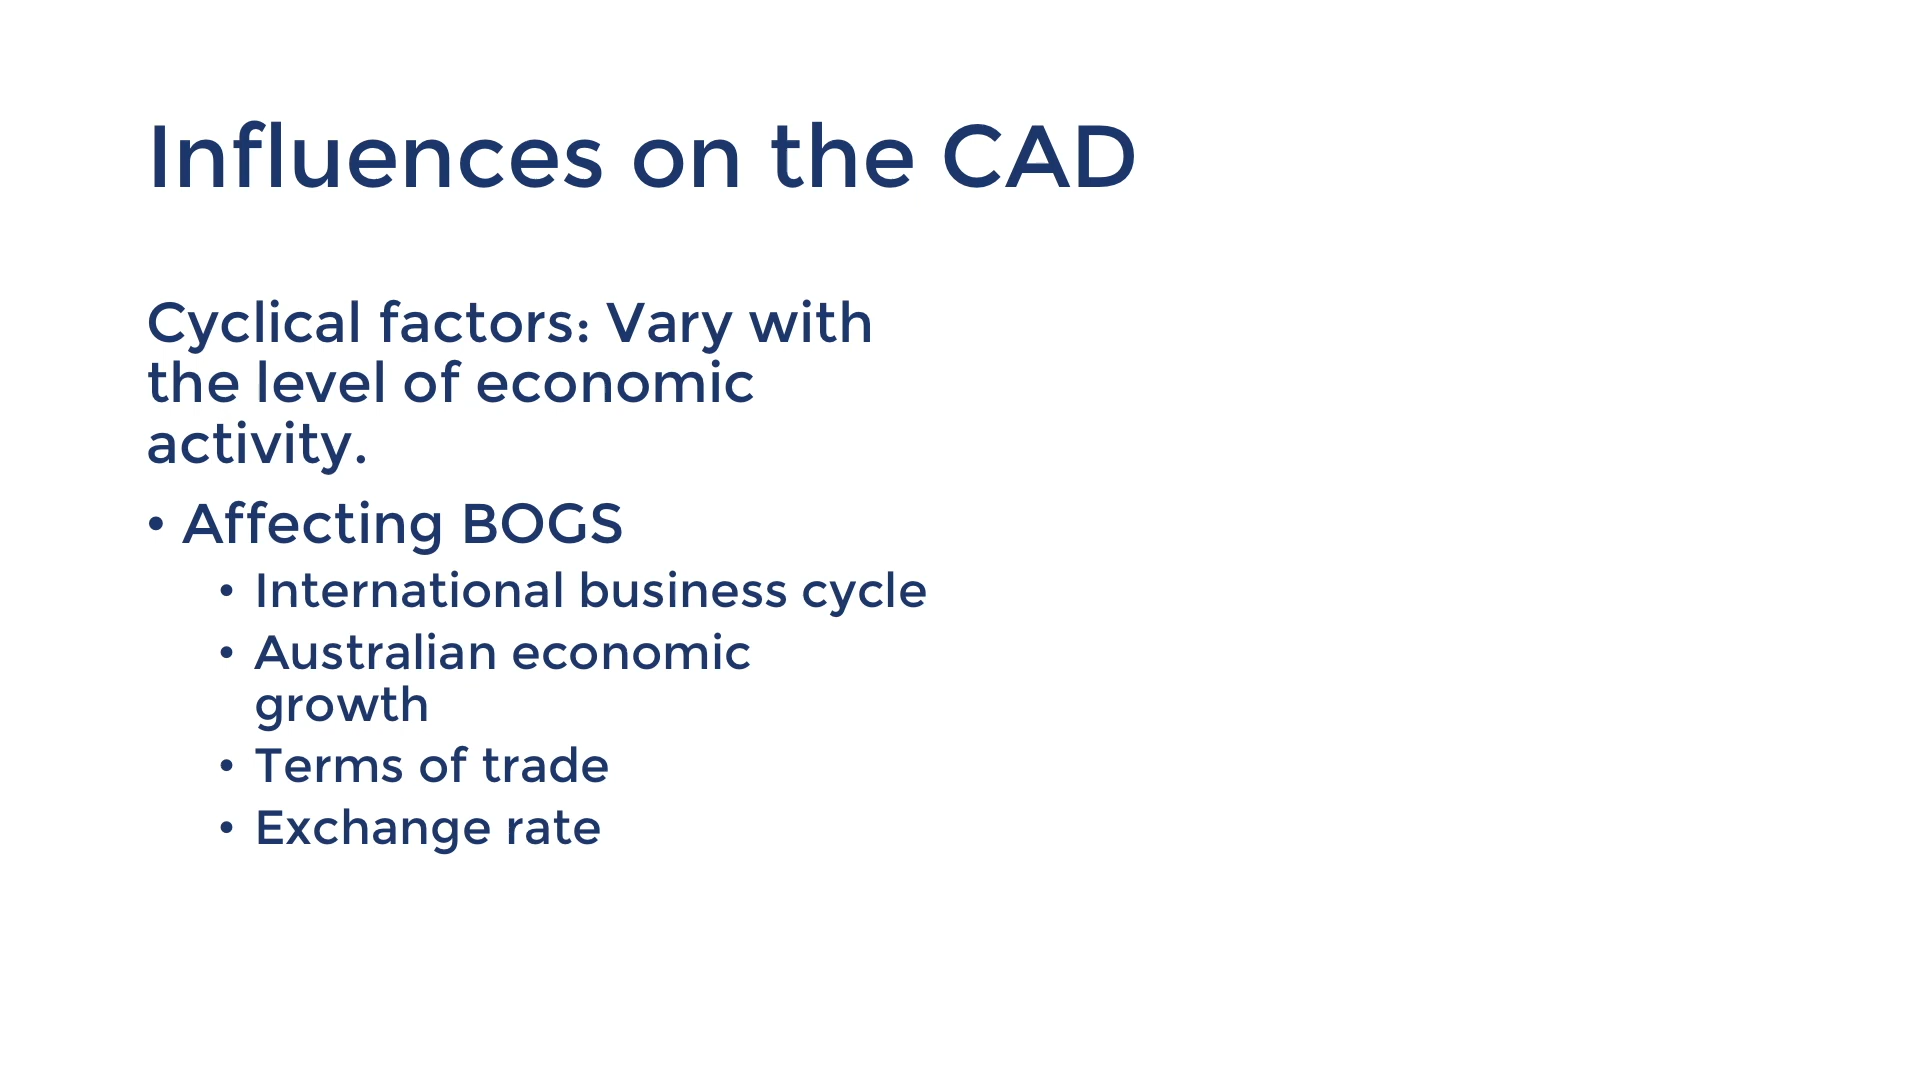 Influences on the CAD
Cyclical factors: Vary with
the level of economic
activity.
• Affecting BOGS
• International business cycle
• Australian economic
growth
• Terms of trade
• Exchange rate